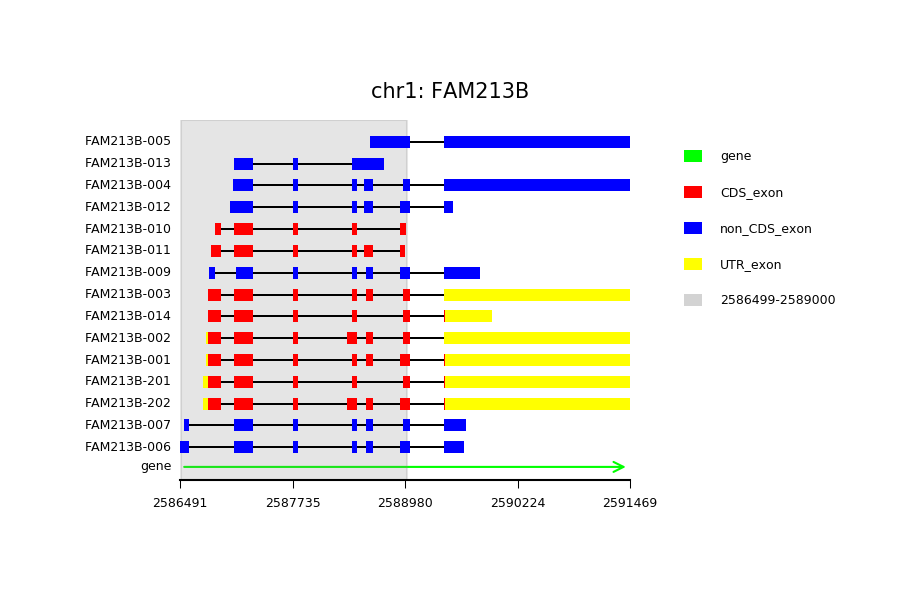 chr1: FAM213B
FAM213B-005
FAM213B-013
FAM213B-004
FAM213B-012
FAM213B-010
FAM213B-011
FAM213B-009
FAM213B-003
FAM213B-014
FAM213B-002
FAM213B-001
FAM213B-201
FAM213B-202
FAM213B-007
FAM213B-006
gene
2586491 2587735 2588980 2590224 2591469
gene
CDS_exon
non_CDS_exon
UTR_exon
2586499-2589000